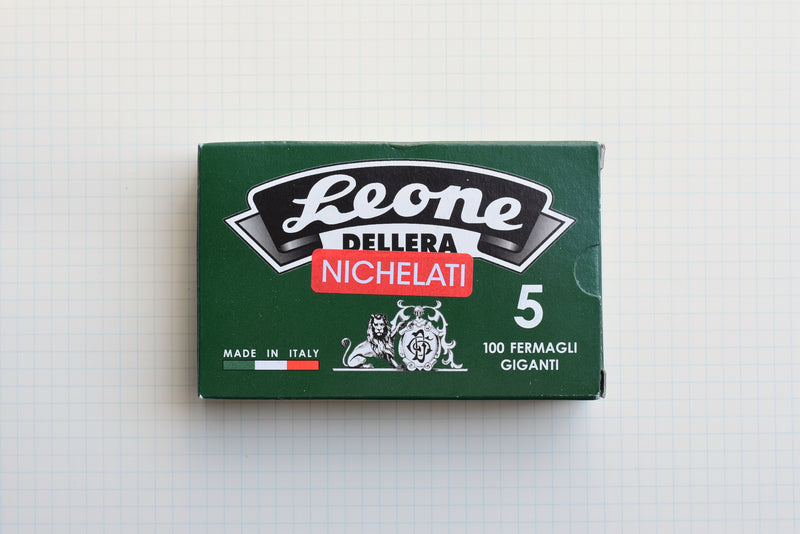 Leone
DELLERA
NICHELATI
5
MADE IN ITALY
100 FERMAGLI
GIGANTI